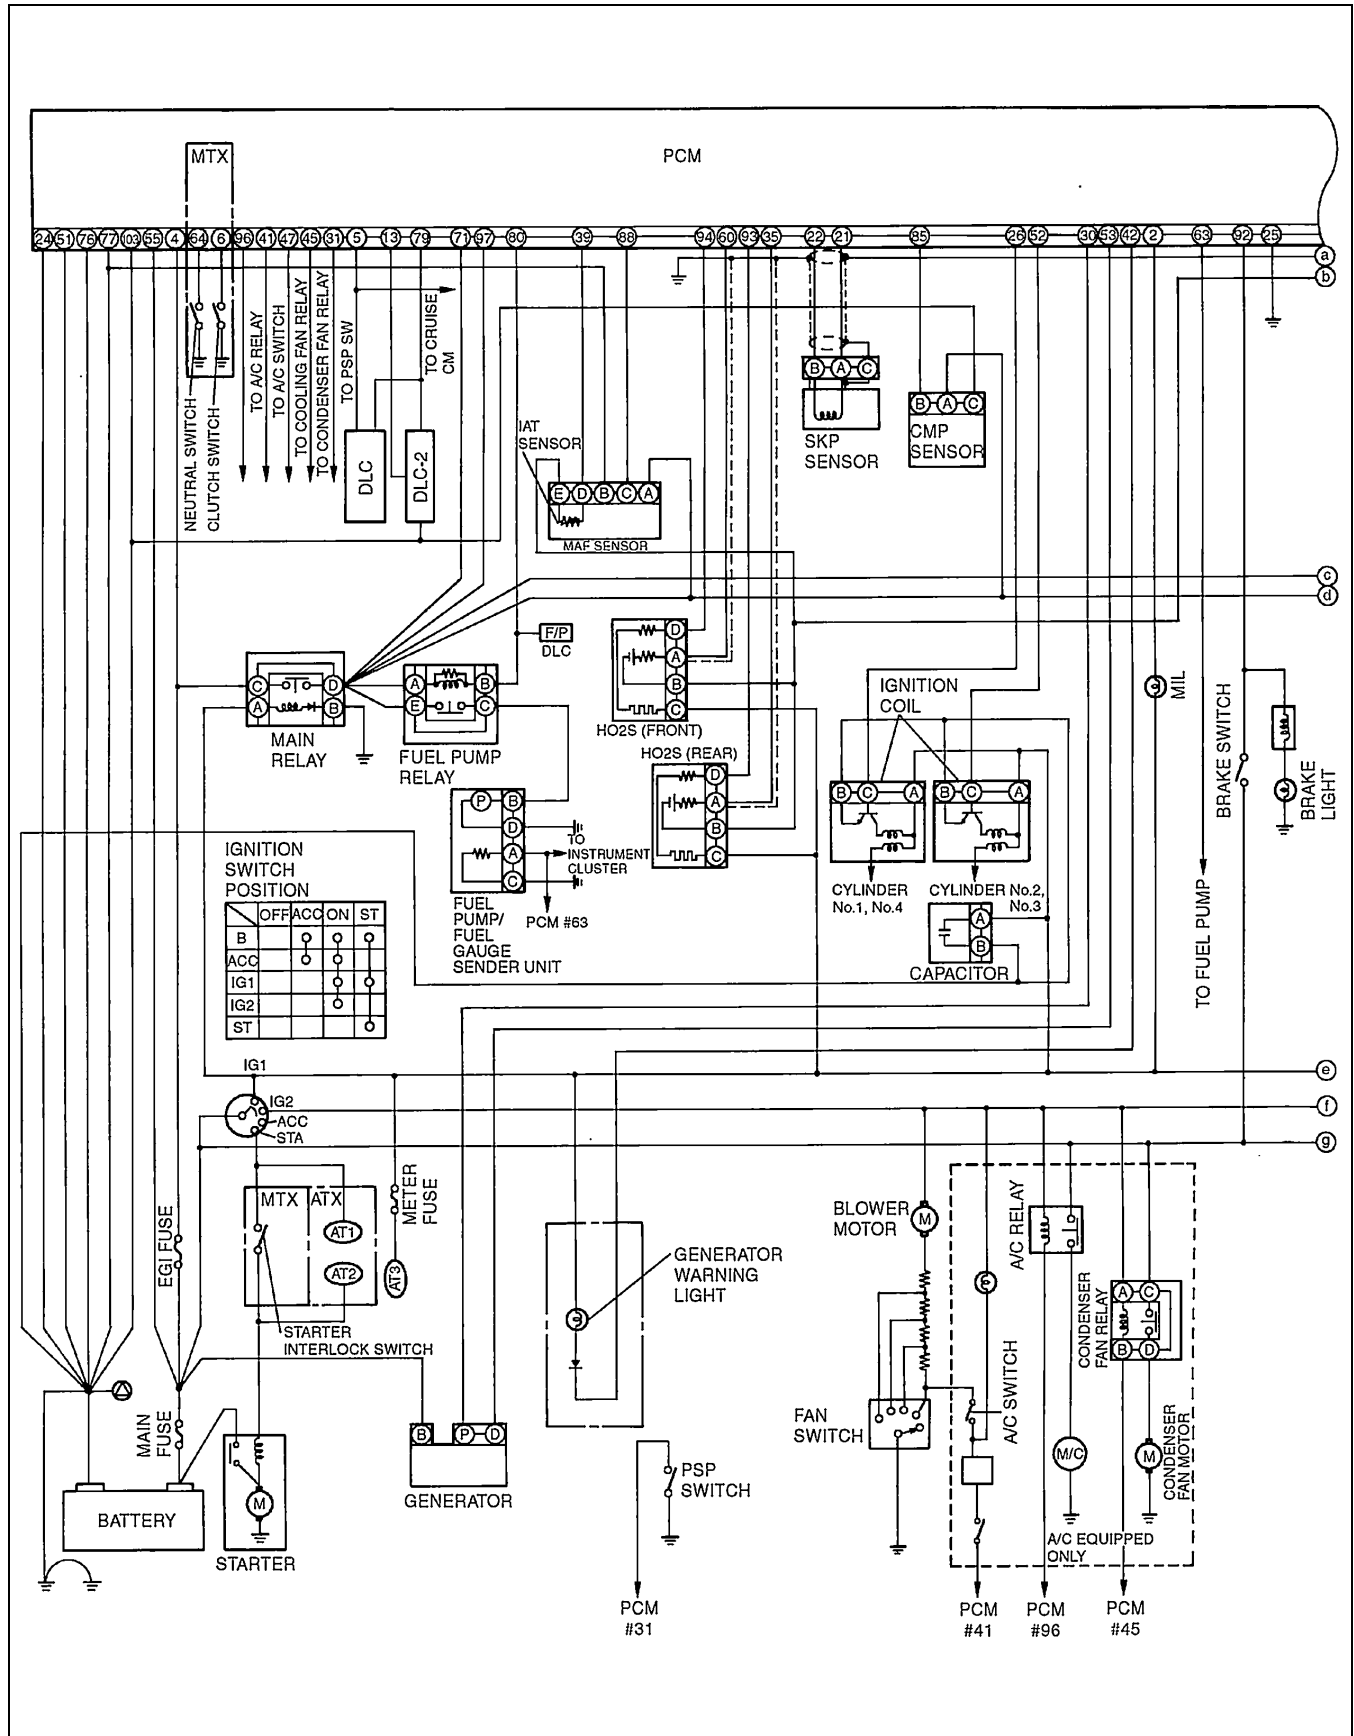 MTX
PCM
24 51 76 77 103 55 4 64 6 96 41 47 45 31 5 13 79 71 97 80 39 88 94 60 93 35 22 21 85 26 52 30 53 42 2 63 92 25
a
b
NEUTRAL SWITCH
CLUTCH SWITCH
TO A/C RELAY
TO A/C SWITCH
TO COOLING FAN RELAY
TO CONDENSER FAN RELAY
TO PSP SW
TO CRUISE
CM
DLC
DLC-2
IAT
SENSOR
E D B C A
MAF SENSOR
B A C
SKP
SENSOR
B A C
CMP
SENSOR
c
d
F/P
DLC
C D
A B
MAIN
RELAY
A B
E C
FUEL PUMP
RELAY
D
A
B
C
HO2S (FRONT)
HO2S (REAR)
D
A
B
C
IGNITION
COIL
B C A
B C A
CYLINDER
No.1, No.4
CYLINDER No.2,
No.3
A
B
CAPACITOR
MIL
BRAKE SWITCH
BRAKE
LIGHT
TO FUEL PUMP
P B
D
A
C
TO
INSTRUMENT
CLUSTER
PCM #63
FUEL
PUMP/
FUEL
GAUGE
SENDER UNIT
IGNITION
SWITCH
POSITION
OFF ACC ON ST
B
ACC
IG1
IG2
ST
IG1
IG2
ACC
STA
e
f
g
MTX ATX
AT1
AT2
AT3
METER
FUSE
EGI FUSE
STARTER
INTERLOCK SWITCH
MAIN
FUSE
BATTERY
M
STARTER
B P D
GENERATOR
GENERATOR
WARNING
LIGHT
PSP
SWITCH
PCM
#31
BLOWER
MOTOR
M
FAN
SWITCH
A/C RELAY
A/C SWITCH
M/C
CONDENSER
FAN RELAY
A C
B D
M
CONDENSER
FAN MOTOR
A/C EQUIPPED
ONLY
PCM
#41
PCM
#96
PCM
#45